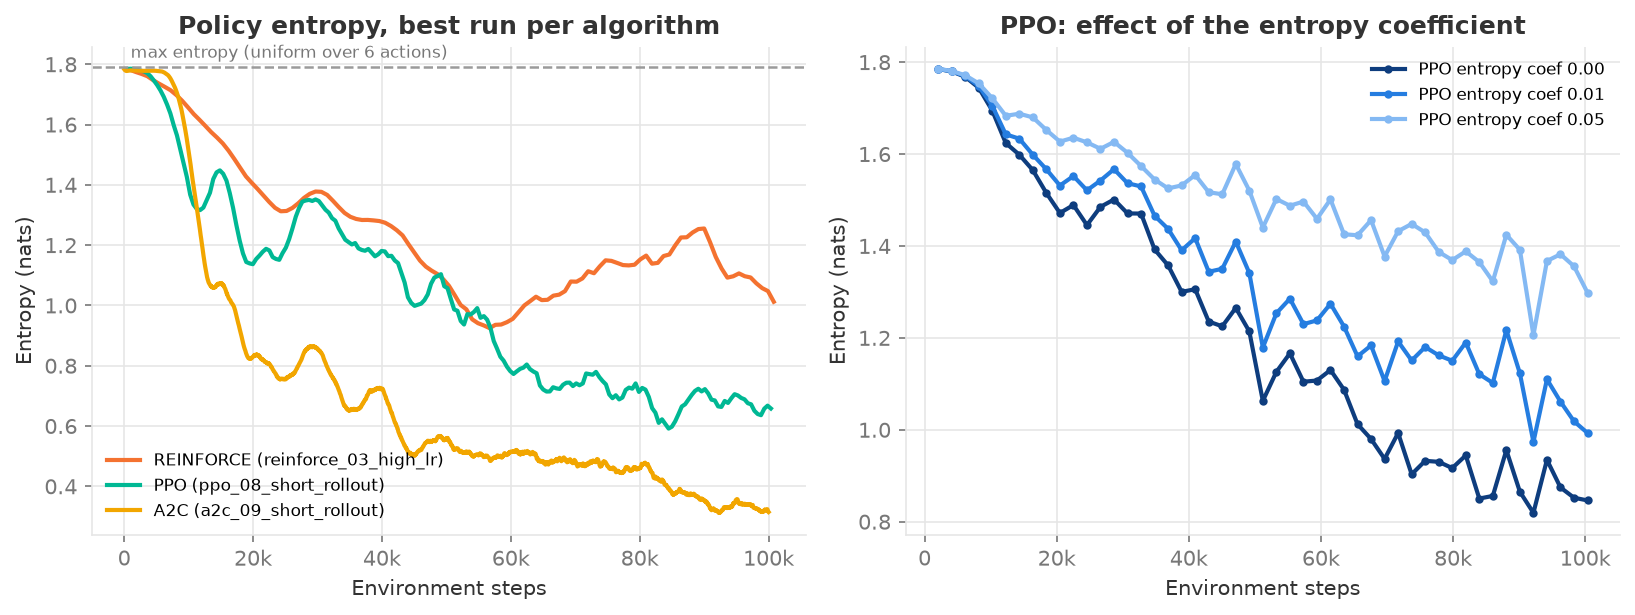 Policy entropy, best run per algorithm
max entropy (uniform over 6 actions)
Entropy (nats)
1.8
1.6
1.4
1.2
1.0
0.8
0.6
0.4
REINFORCE (reinforce_03_high_lr)
PPO (ppo_08_short_rollout)
A2C (a2c_09_short_rollout)
0
20k
40k
60k
80k
100k
Environment steps
PPO: effect of the entropy coefficient
Entropy (nats)
1.8
1.6
1.4
1.2
1.0
0.8
PPO entropy coef 0.00
PPO entropy coef 0.01
PPO entropy coef 0.05
0
20k
40k
60k
80k
100k
Environment steps